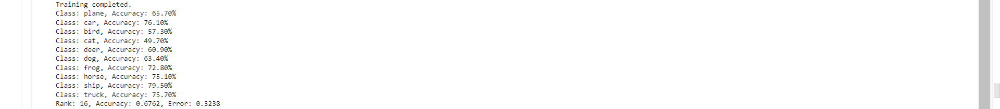 Training completed.
Class: plane, Accuracy: 65.70%
Class: car, Accuracy: 76.10%
Class: bird, Accuracy: 57.30%
Class: cat, Accuracy: 49.70%
Class: deer, Accuracy: 60.90%
Class: dog, Accuracy: 63.40%
Class: frog, Accuracy: 72.80%
Class: horse, Accuracy: 75.10%
Class: ship, Accuracy: 79.50%
Class: truck, Accuracy: 75.70%
Rank: 16, Accuracy: 0.6762, Error: 0.3238